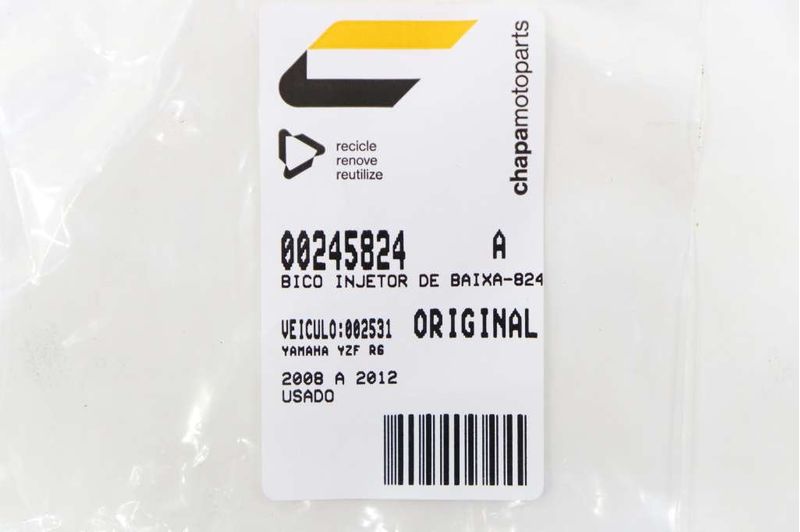 chapamotoparts
recicle
renove
reutilize
00245824 A
BICO INJETOR DE BAIXA-824
VEICULO:002531 ORIGINAL
YAMAHA YZF R6
2008 A 2012
USADO